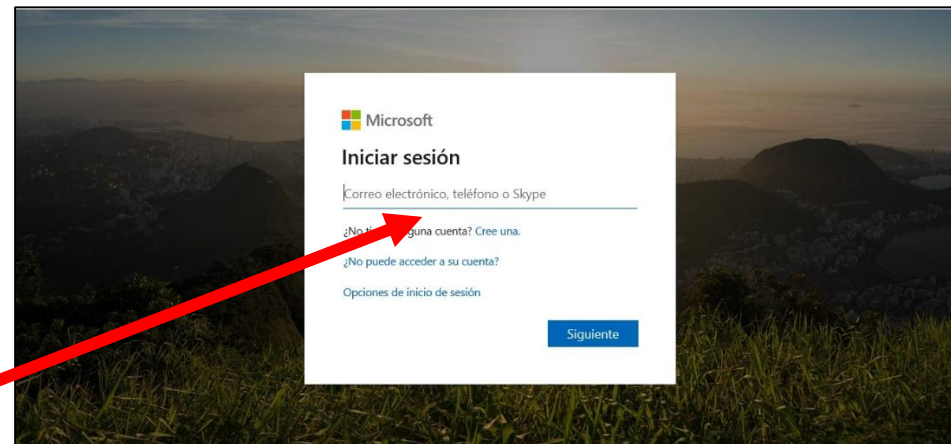 Microsoft
Iniciar sesión
Correo electrónico, teléfono o Skype
¿No cuenta? Cree una.
¿No puede acceder a su cuenta?
Opciones de inicio de sesión
Siguiente